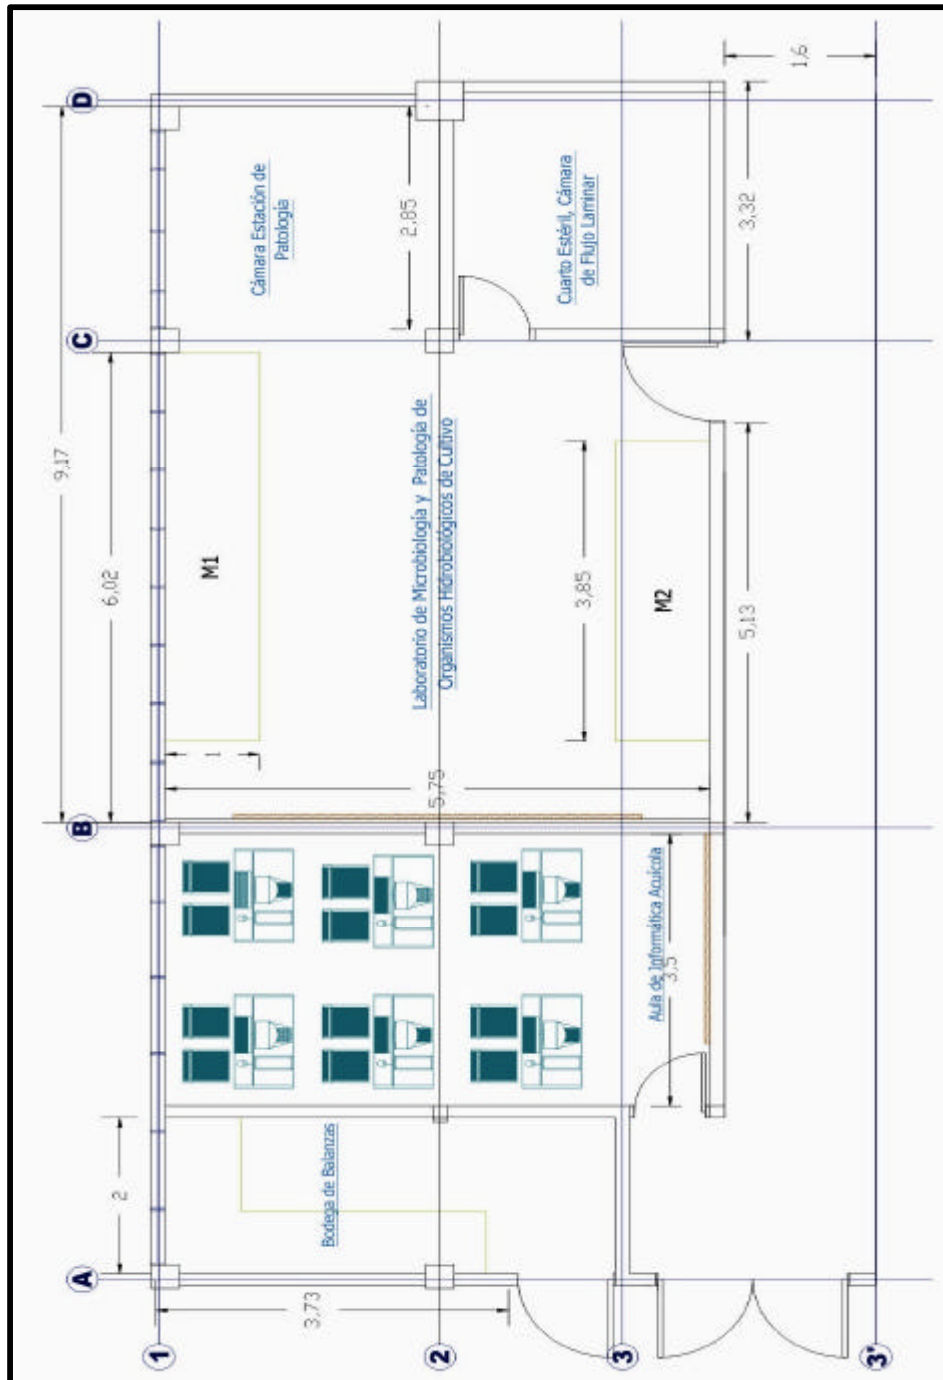 1,6
D
Cámara Estación de
Patología
2,85
Cuarto Estéril, Cámara
de Flujo Laminar
3,32
C
9,17
6,02
M1
Laboratorio de Microbiología y Patología de
Organismos Hidrobiológicos de Cultivo
3,85
M2
5,13
1
5,75
B
Aula de Informática Acuícola
3,5
Bodega de Balanzas
2
A
3,73
1
2
3
3'